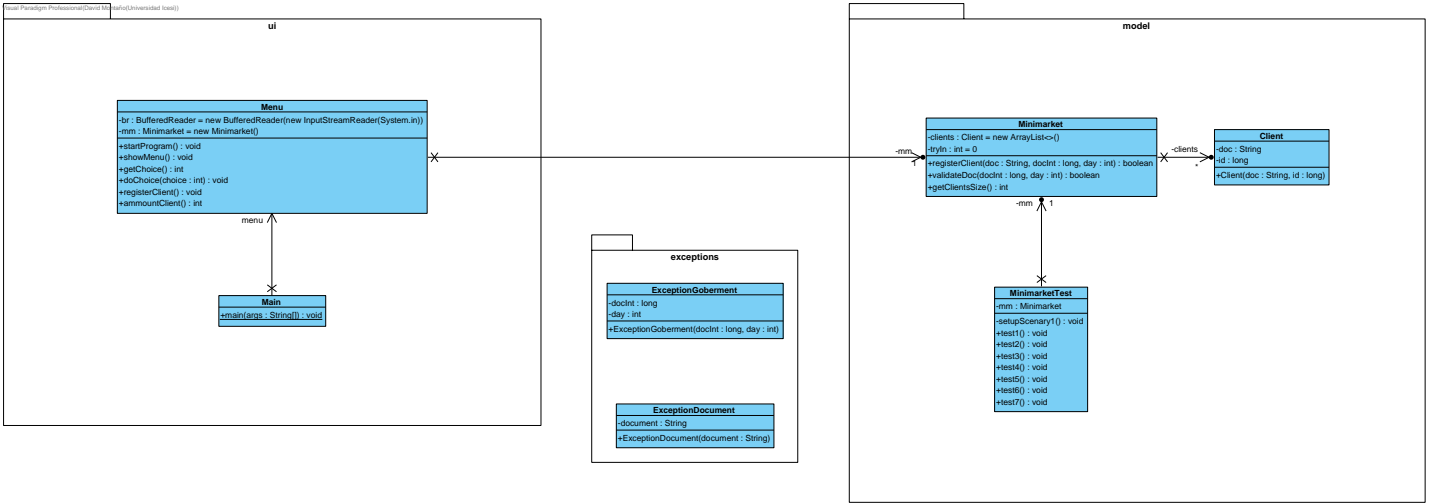 Visual Paradigm Professional(David Montaño(Universidad Icesi))
ui
Menu
-br : BufferedReader = new BufferedReader(new InputStreamReader(System.in))
-mm : Minimarket = new Minimarket()
+startProgram() : void
+showMenu() : void
+getChoice() : int
+doChoice(choice : int) : void
+registerClient() : void
+ammountClient() : int
menu
Main
+main(args : String[]) : void
exceptions
ExceptionGoberment
-docInt : long
-day : int
+ExceptionGoberment(docInt : long, day : int)
ExceptionDocument
-document : String
+ExceptionDocument(document : String)
model
-mm
1
Minimarket
-clients : Client = new ArrayList<>()
-tryIn : int = 0
+registerClient(doc : String, docInt : long, day : int) : boolean
+validateDoc(docInt : long, day : int) : boolean
+getClientsSize() : int
-clients
*
Client
-doc : String
-id : long
+Client(doc : String, id : long)
-mm
1
MinimarketTest
-mm : Minimarket
-setupScenary1() : void
+test1() : void
+test2() : void
+test3() : void
+test4() : void
+test5() : void
+test6() : void
+test7() : void